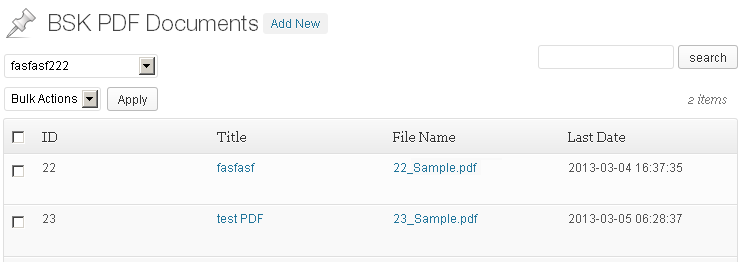 BSK PDF Documents Add New
fasfasf222
search
Bulk Actions Apply
2 items
ID Title File Name Last Date
22 fasfasf 22_Sample.pdf 2013-03-04 16:37:35
23 test PDF 23_Sample.pdf 2013-03-05 06:28:37